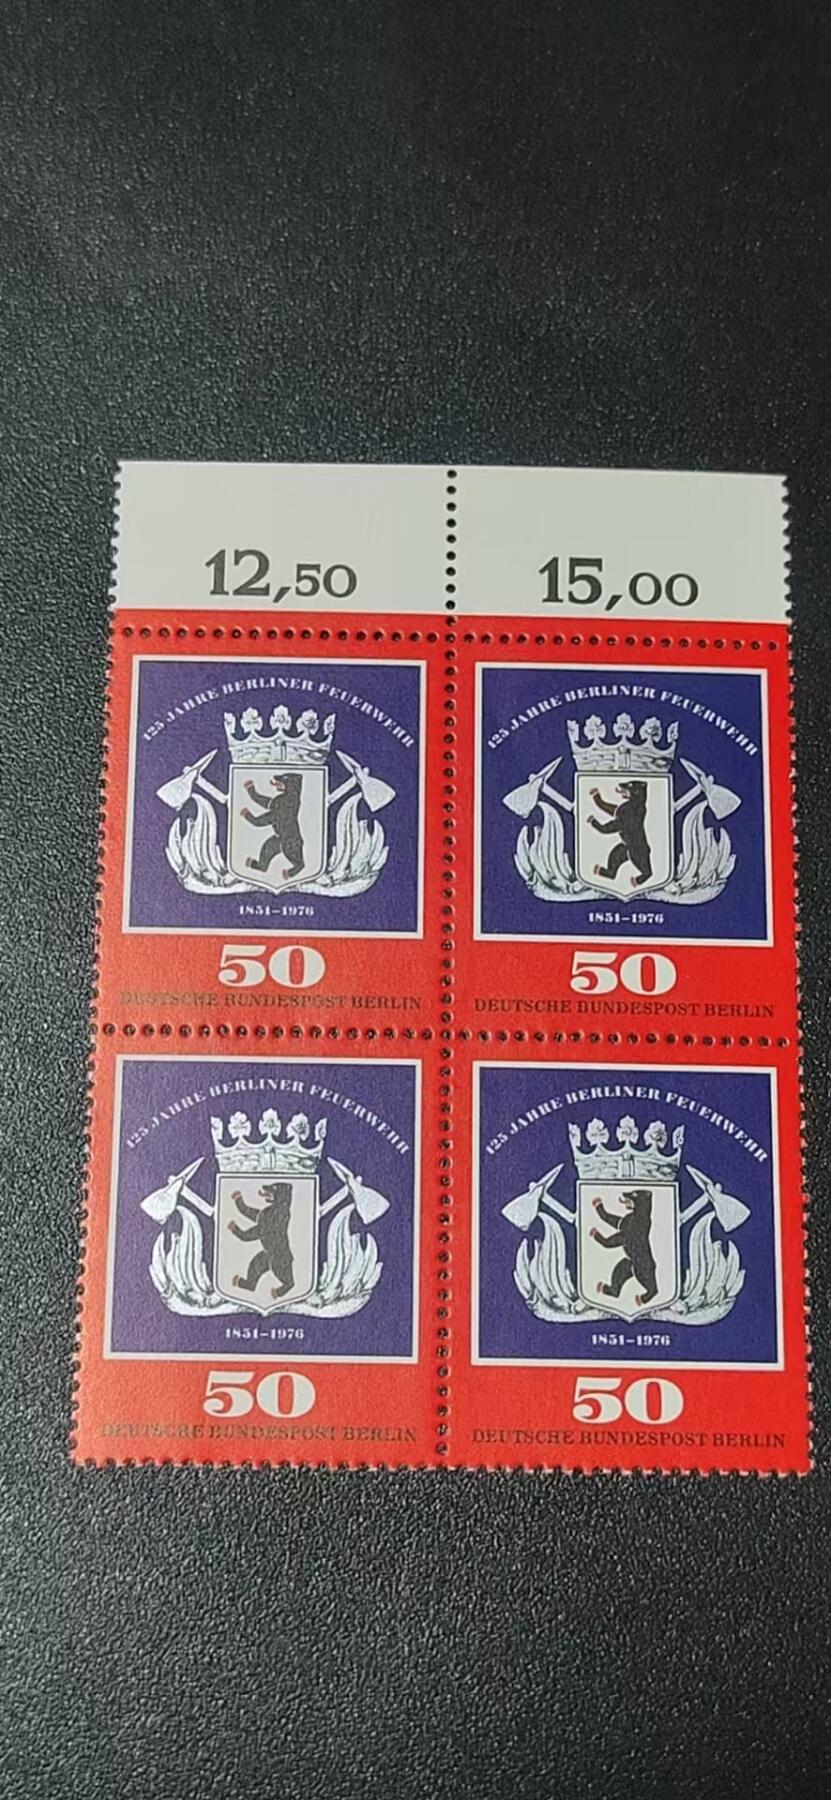 12,50
15,00
125 JAHRE BERLINER FEUERWEHR
1851-1976
50
DEUTSCHE BUNDESPOST BERLIN
125 JAHRE BERLINER FEUERWEHR
1851-1976
50
DEUTSCHE BUNDESPOST BERLIN
125 JAHRE BERLINER FEUERWEHR
1851-1976
50
DEUTSCHE BUNDESPOST BERLIN
125 JAHRE BERLINER FEUERWEHR
1851-1976
50
DEUTSCHE BUNDESPOST BERLIN